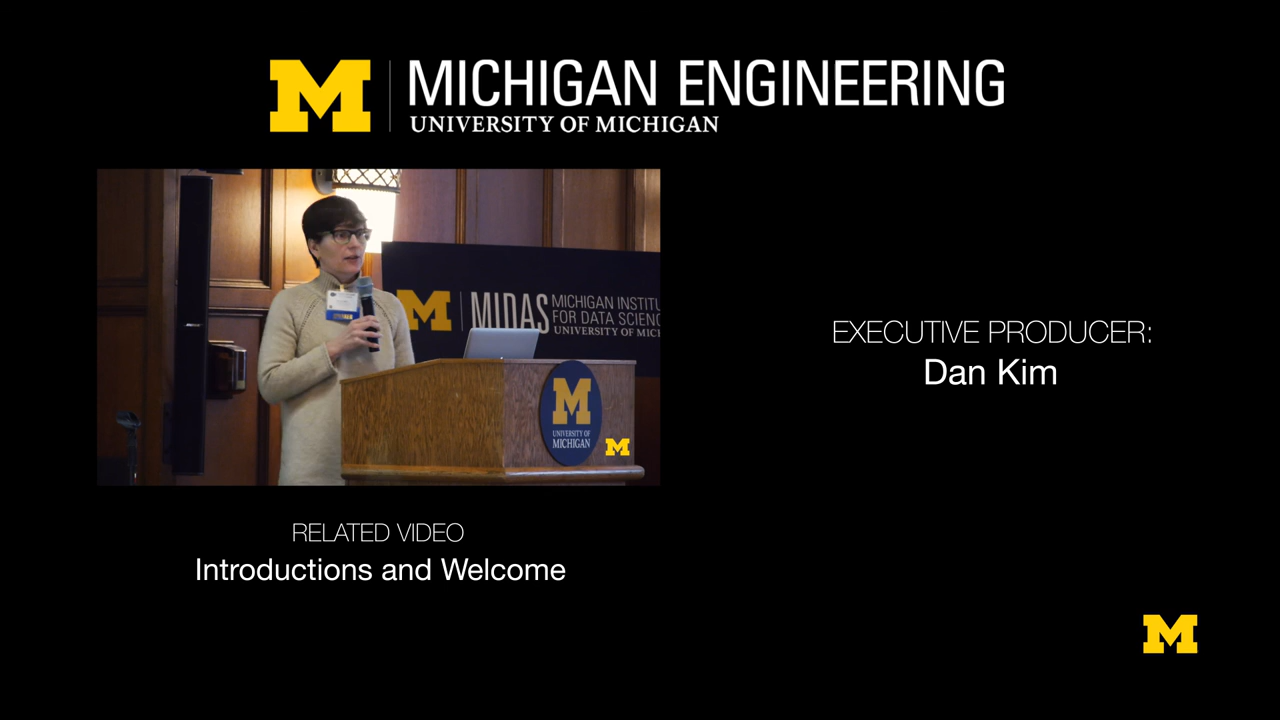 M MICHIGAN ENGINEERING
UNIVERSITY OF MICHIGAN
M MIDAS MICHIGAN INSTITU
FOR DATA SCIENC
UNIVERSITY OF MICH
M
UNIVERSITY OF
MICHIGAN
M
EXECUTIVE PRODUCER:
Dan Kim
RELATED VIDEO
Introductions and Welcome
M